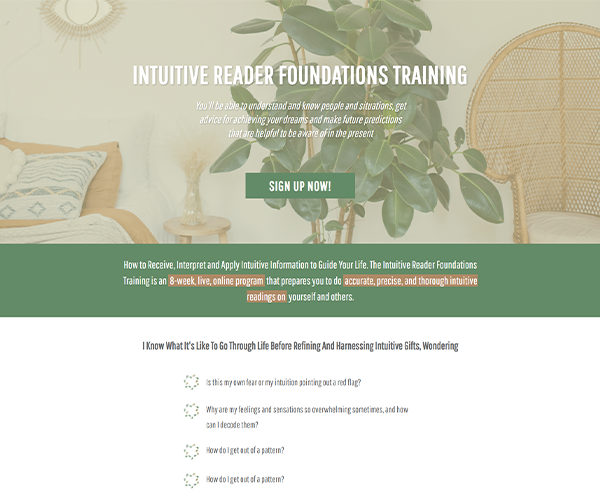 INTUITIVE READER FOUNDATIONS TRAINING
You'll be able to understand and know people and situations, get
advice for achieving your dreams and make future predictions
that are helpful to be aware of in the present
SIGN UP NOW!
How to Receive, Interpret and Apply Intuitive Information to Guide Your Life. The Intuitive Reader Foundations
Training is an 8-week, live, online program that prepares you to do accurate, precise, and thorough intuitive
readings on yourself and others.
I Know What It's Like To Go Through Life Before Refining And Harnessing Intuitive Gifts, Wondering
Is this my own fear or my intuition pointing out a red flag?
Why are my feelings and sensations so overwhelming sometimes, and how
can I decode them?
How do I get out of a pattern?
How do I get out of a pattern?